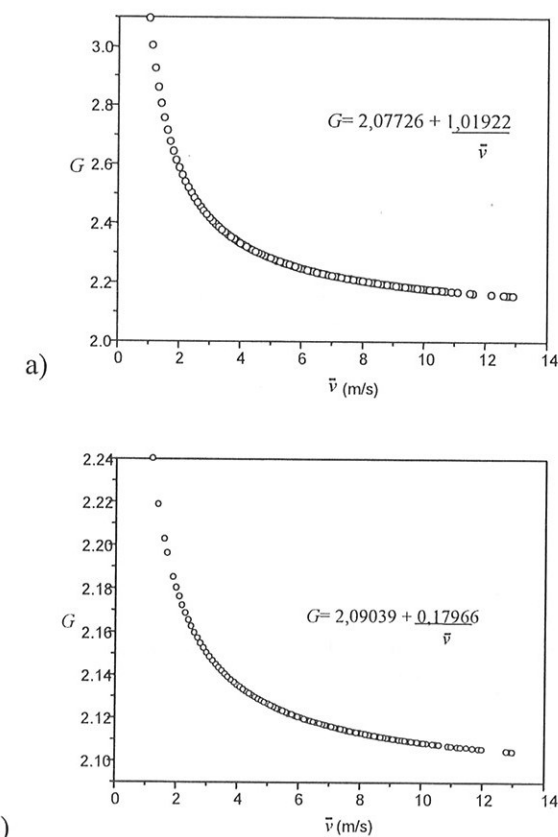 3.0
2.8
2.6
G
2.4
2.2
2.0
G= 2,07726 + 1,01922
v̄
0 2 4 6 8 10 12 14
a)
v̄ (m/s)
2.24
2.22
2.20
2.18
G
2.16
2.14
2.12
2.10
G= 2,09039 + 0,17966
v̄
0 2 4 6 8 10 12 14
)
v̄ (m/s)